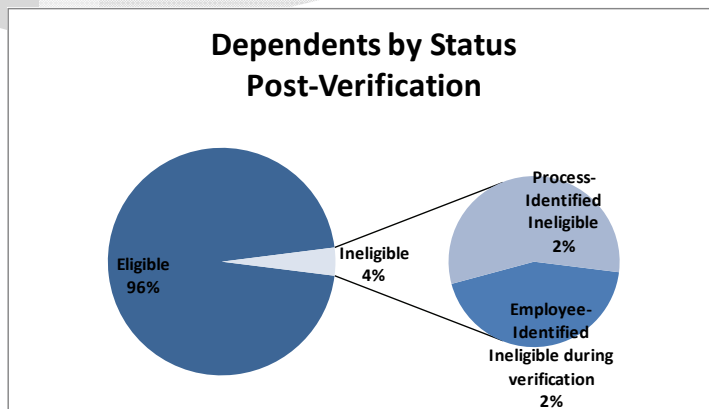 Dependents by Status
Post-Verification
Eligible
96%
Ineligible
4%
Process-
Identified
Ineligible
2%
Employee-
Identified
Ineligible during
verification
2%